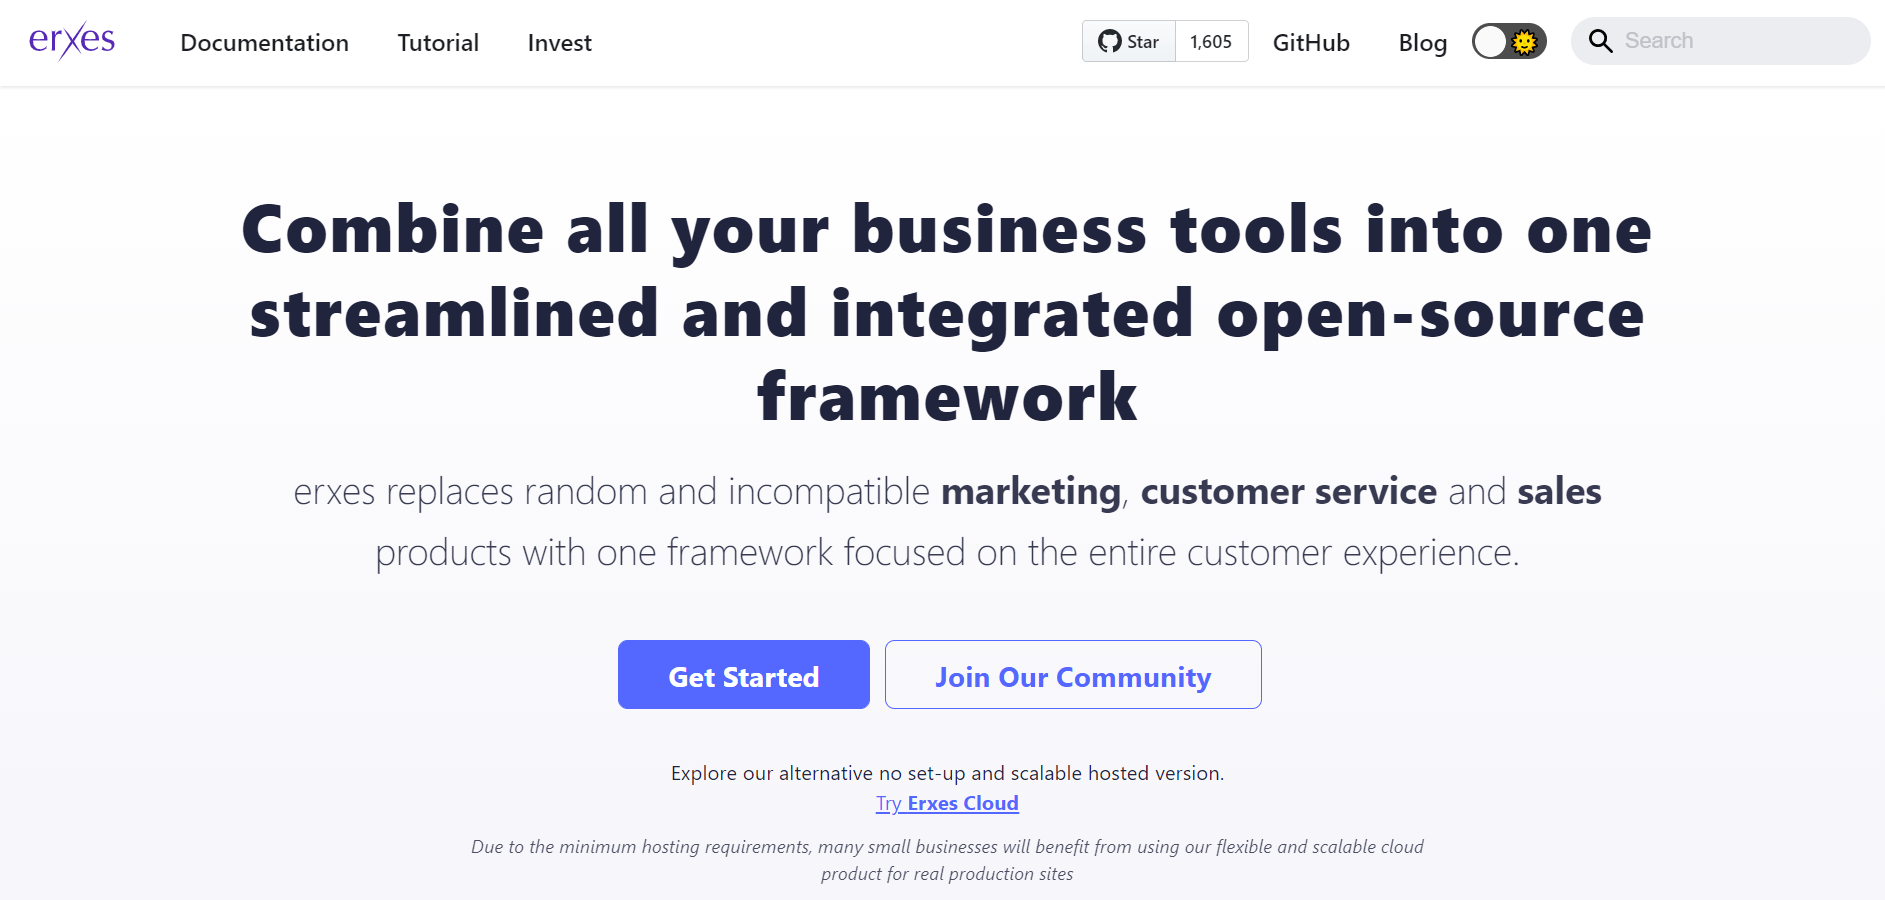 erxes Documentation Tutorial Invest Star 1,605 GitHub Blog Search
Combine all your business tools into one
streamlined and integrated open-source
framework
erxes replaces random and incompatible marketing, customer service and sales
products with one framework focused on the entire customer experience.
Get Started Join Our Community
Explore our alternative no set-up and scalable hosted version.
Try Erxes Cloud
Due to the minimum hosting requirements, many small businesses will benefit from using our flexible and scalable cloud
product for real production sites